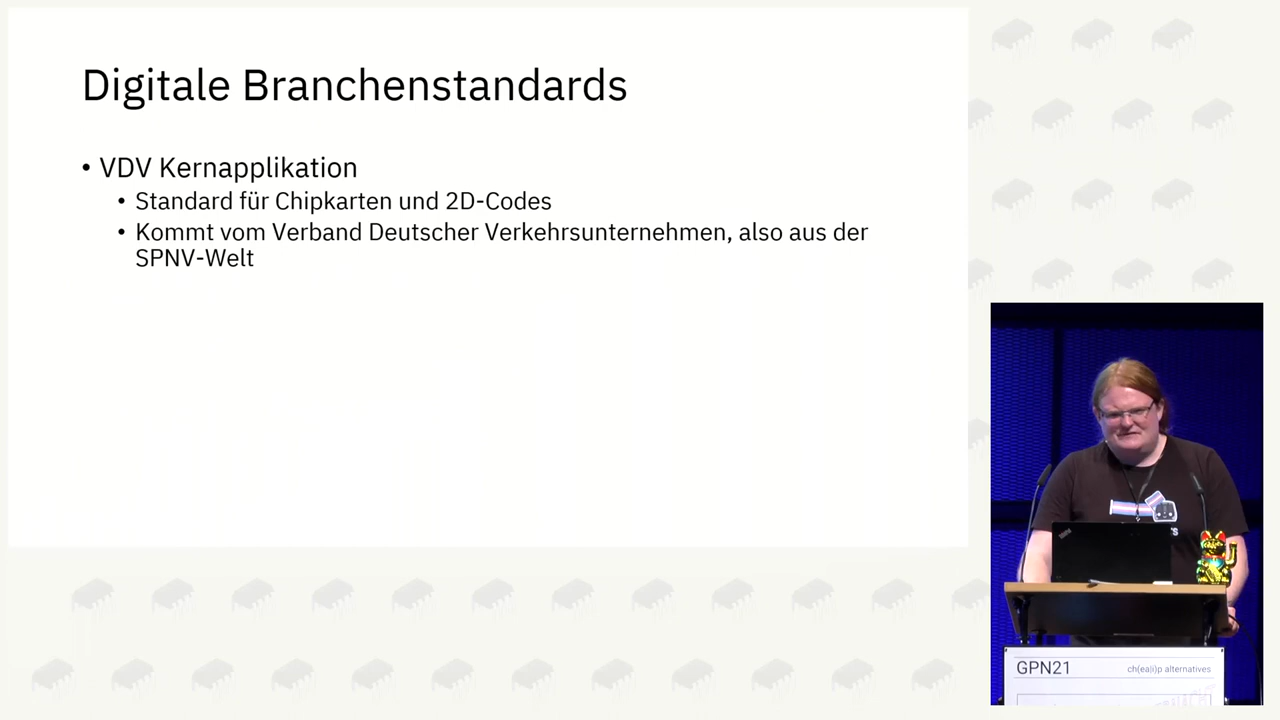 Digitale Branchenstandards
• VDV Kernapplikation
• Standard für Chipkarten und 2D-Codes
• Kommt vom Verband Deutscher Verkehrsunternehmen, also aus der
SPNV-Welt
GPN21
ch(ea|i)p alternatives